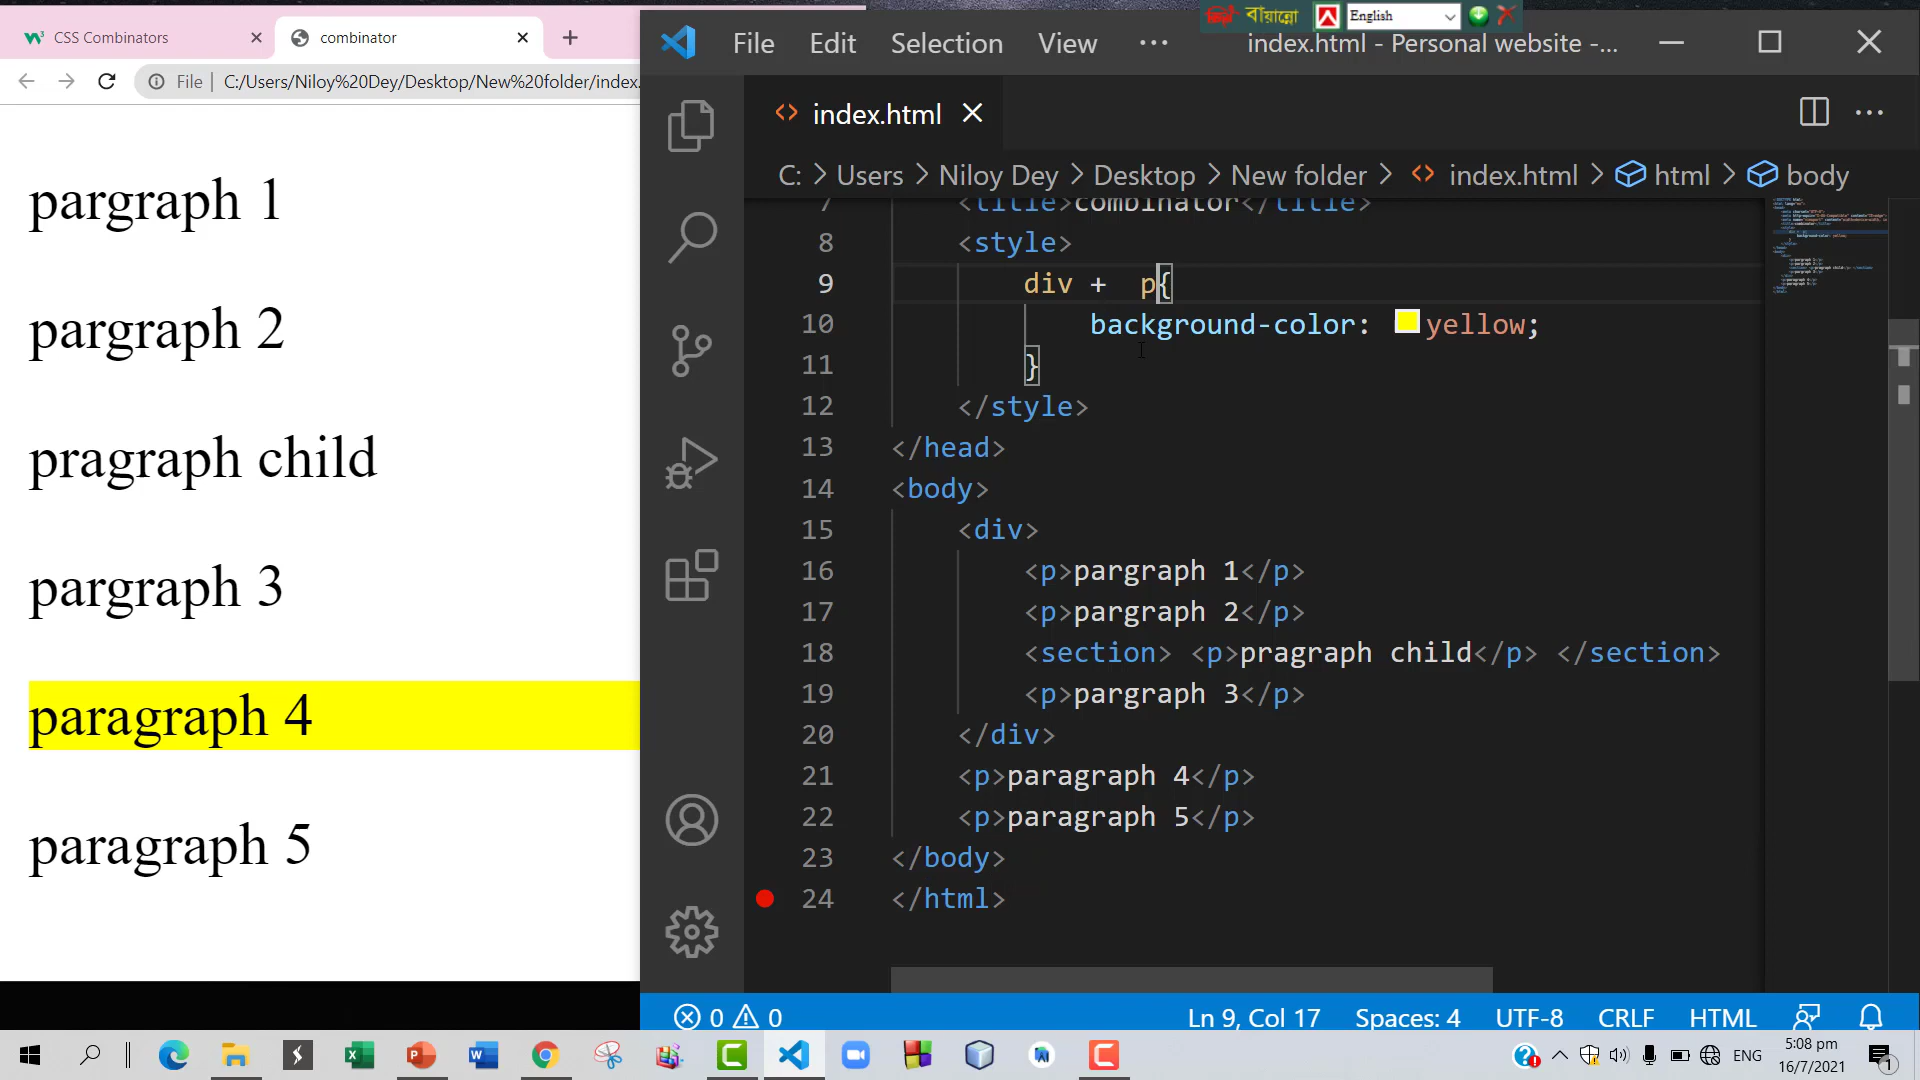 CSS Combinators
combinator
File
C:/Users/Niloy%20Dey/Desktop/New%20folder/index.
pargraph 1
pargraph 2
pragraph child
pargraph 3
paragraph 4
paragraph 5
বাঁয়ান্নো
English
File Edit Selection View ···
index.html - Personal website -...
index.html
C: > Users > Niloy Dey > Desktop > New folder > index.html > html > body
7 <title>combinator</title>
8 <style>
9 div +  p{
10 background-color: yellow;
11 }
12 </style>
13 </head>
14 <body>
15 <div>
16 <p>pargraph 1</p>
17 <p>pargraph 2</p>
18 <section> <p>pragraph child</p> </section>
19 <p>pargraph 3</p>
20 </div>
21 <p>paragraph 4</p>
22 <p>paragraph 5</p>
23 </body>
24 </html>
0 0 Ln 9, Col 17 Spaces: 4 UTF-8 CRLF HTML
ENG
5:08 pm
16/7/2021
1